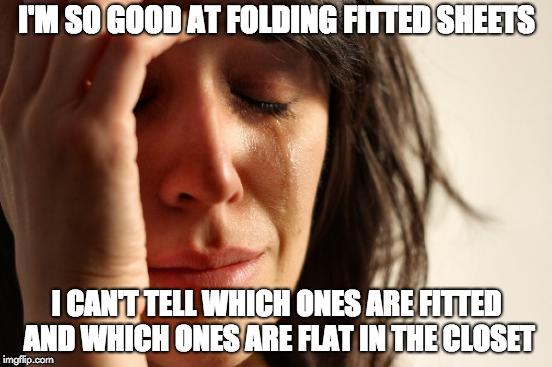 I'M SO GOOD AT FOLDING FITTED SHEETS
I CAN'T TELL WHICH ONES ARE FITTED
AND WHICH ONES ARE FLAT IN THE CLOSET
imgflip.com